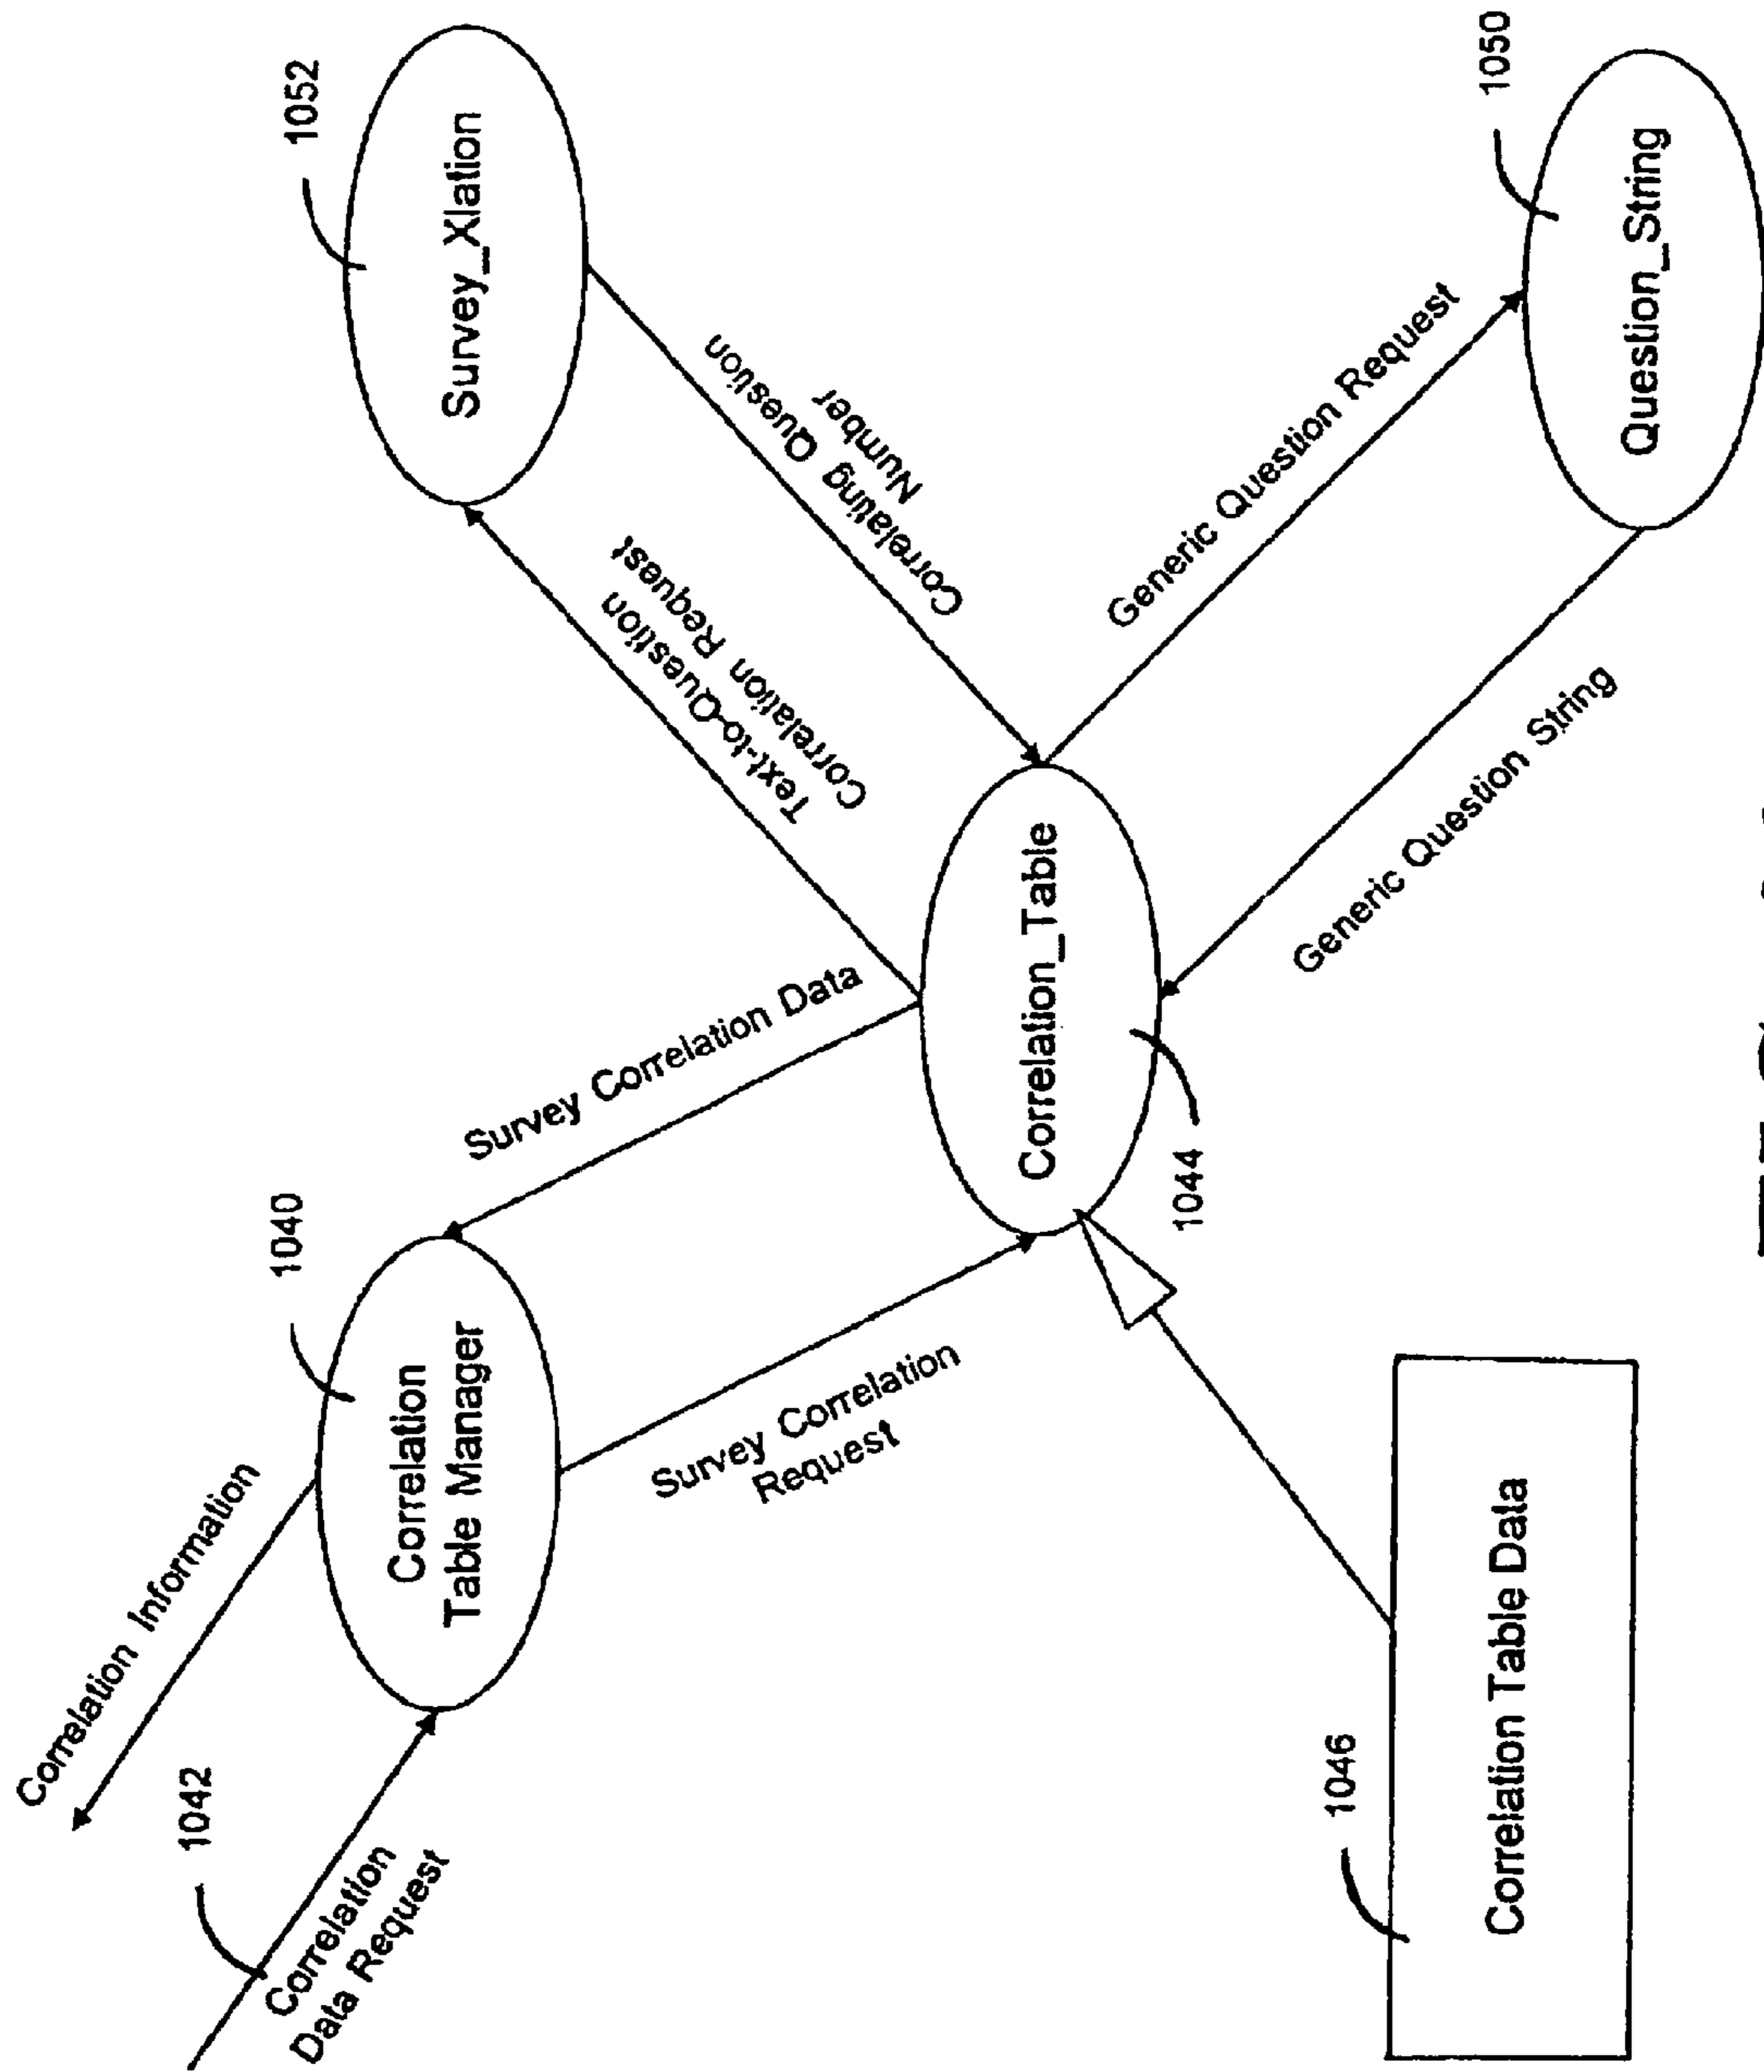 Correlation Information
1042
Correlation
Data Request
1040
Correlation
Table Manager
Survey Correlation Data
Survey Correlation
Request
1052
Survey_Xlation
Text-to-Question
Correlation Request
Correlating Question
Number
Correlation_Table
1044
Generic Question Request
Generic Question String
1050
Question_String
1046
Correlation Table Data